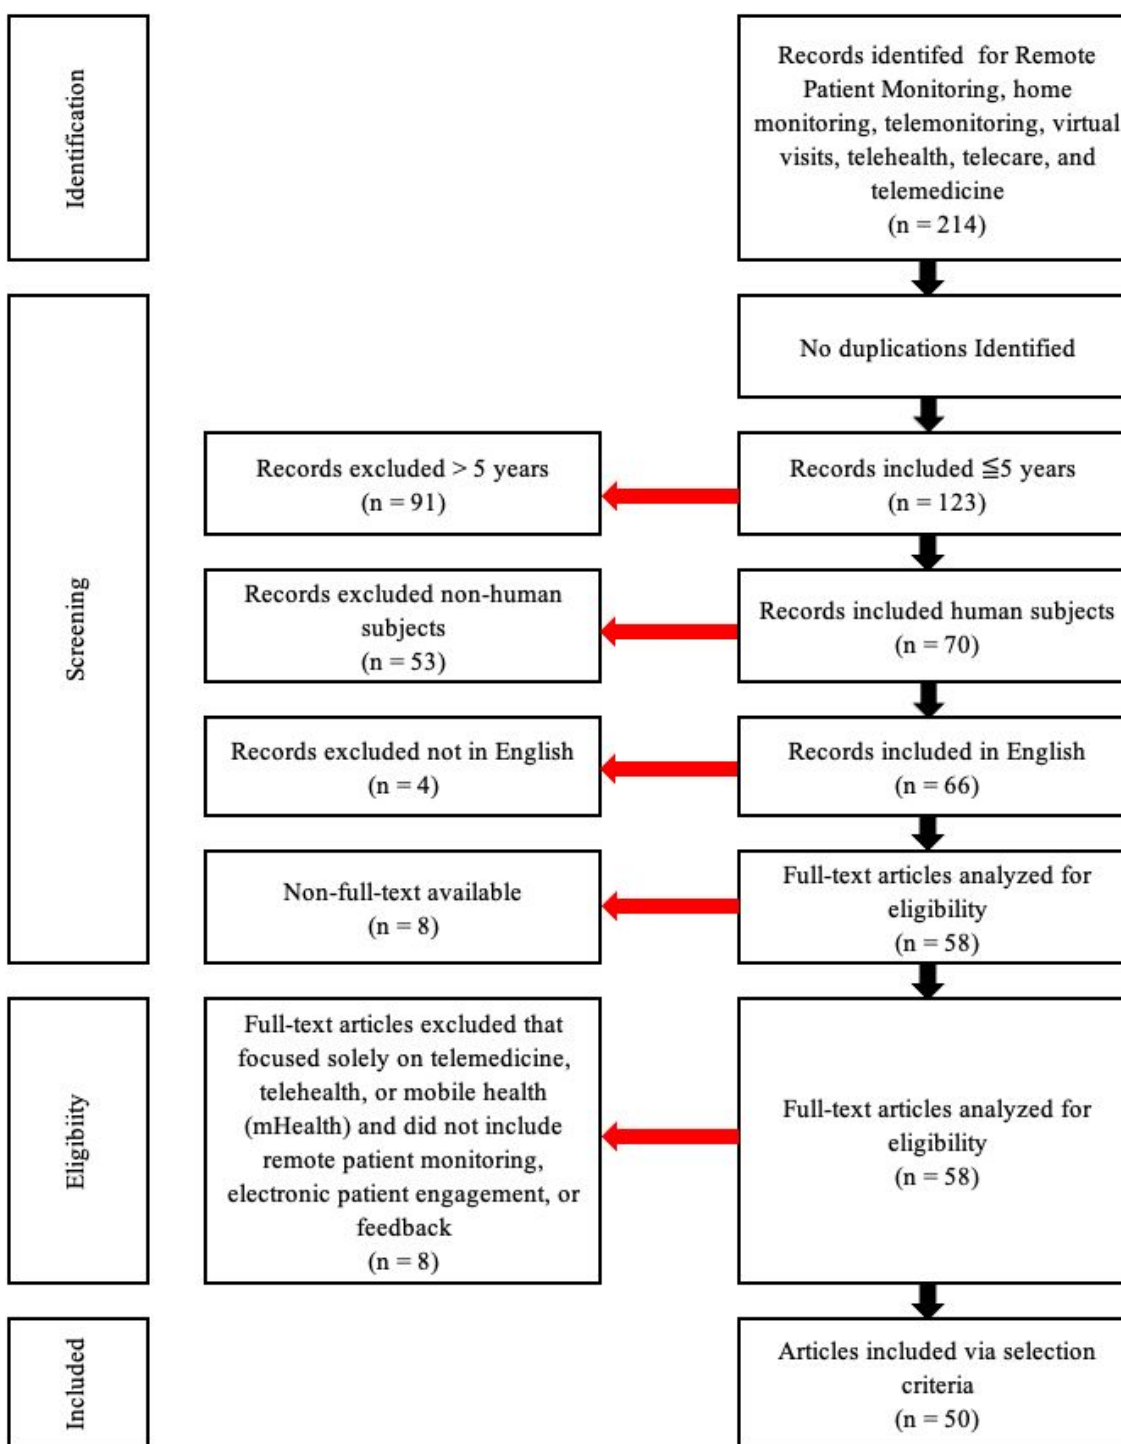 Identification
Records identifed for Remote
Patient Monitoring, home
monitoring, telemonitoring, virtual
visits, telehealth, telecare, and
telemedicine
(n = 214)
Screening
No duplications Identified
Records excluded > 5 years
(n = 91)
Records included ≦5 years
(n = 123)
Records excluded non-human
subjects
(n = 53)
Records included human subjects
(n = 70)
Records excluded not in English
(n = 4)
Records included in English
(n = 66)
Non-full-text available
(n = 8)
Full-text articles analyzed for
eligibility
(n = 58)
Eligibiity
Full-text articles excluded that
focused solely on telemedicine,
telehealth, or mobile health
(mHealth) and did not include
remote patient monitoring,
electronic patient engagement, or
feedback
(n = 8)
Full-text articles analyzed for
eligibility
(n = 58)
Included
Articles included via selection
criteria
(n = 50)